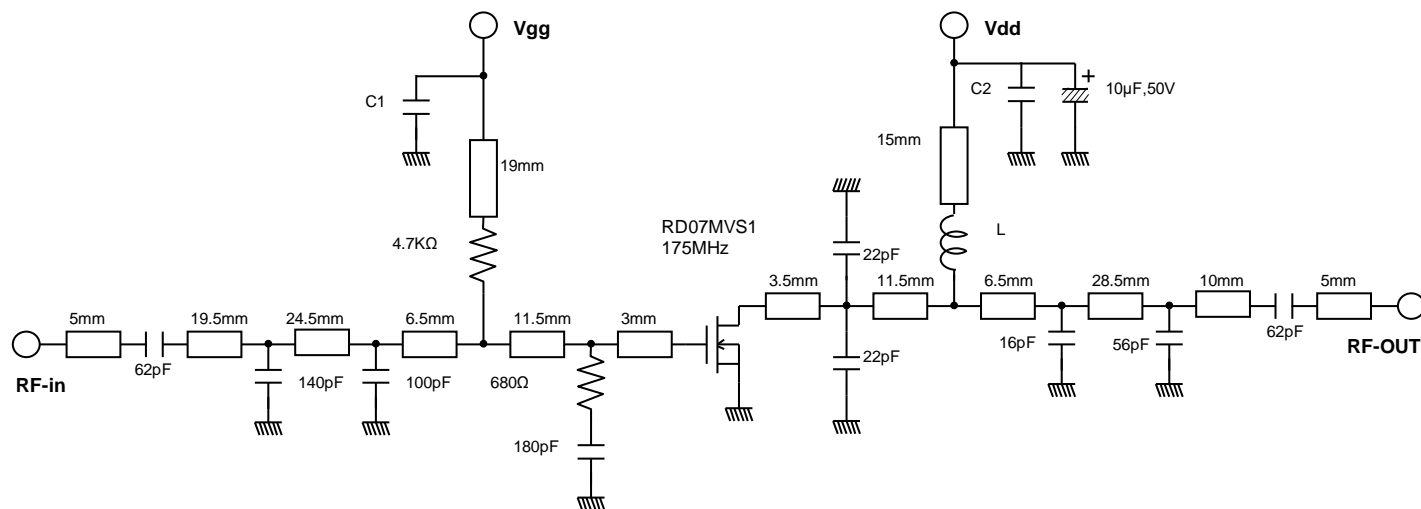 Vgg
Vdd
C1
C2
+
10μF,50V
15mm
19mm
RD07MVS1
175MHz
4.7KΩ
L
22pF
3.5mm
11.5mm
6.5mm
28.5mm
10mm
5mm
5mm
19.5mm
24.5mm
6.5mm
11.5mm
3mm
62pF
62pF
16pF
56pF
RF-OUT
22pF
RF-in
140pF
100pF
680Ω
180pF